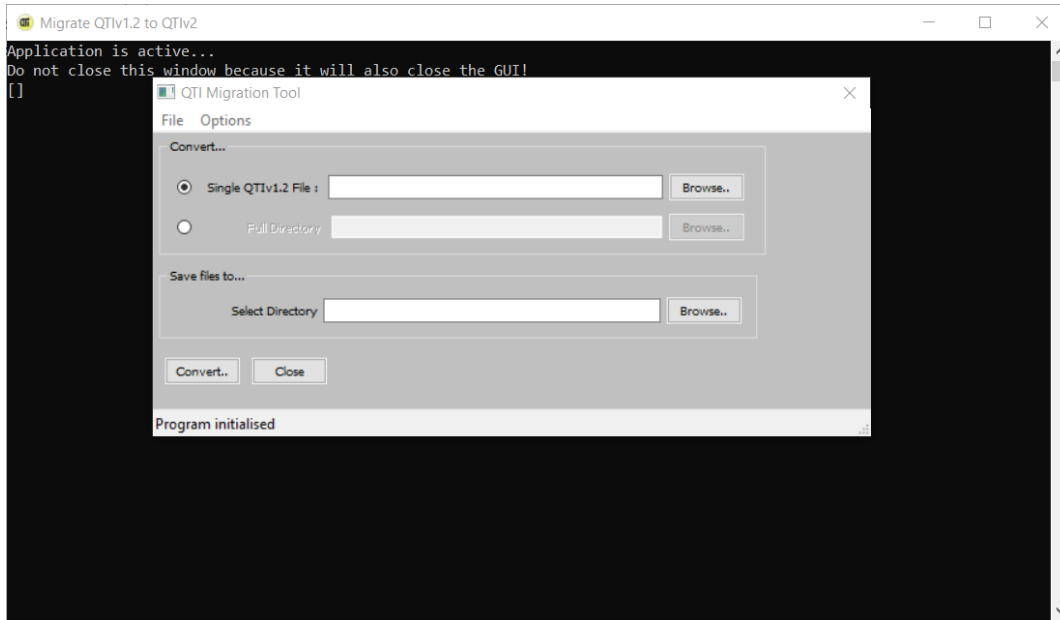 Migrate QTIv1.2 to QTIv2
Application is active...
Do not close this window because it will also close the GUI!
[]
QTI Migration Tool
File Options
Convert...
Single QTIv1.2 File : Browse..
Full Directory Browse..
Save files to...
Select Directory Browse..
Convert.. Close
Program initialised